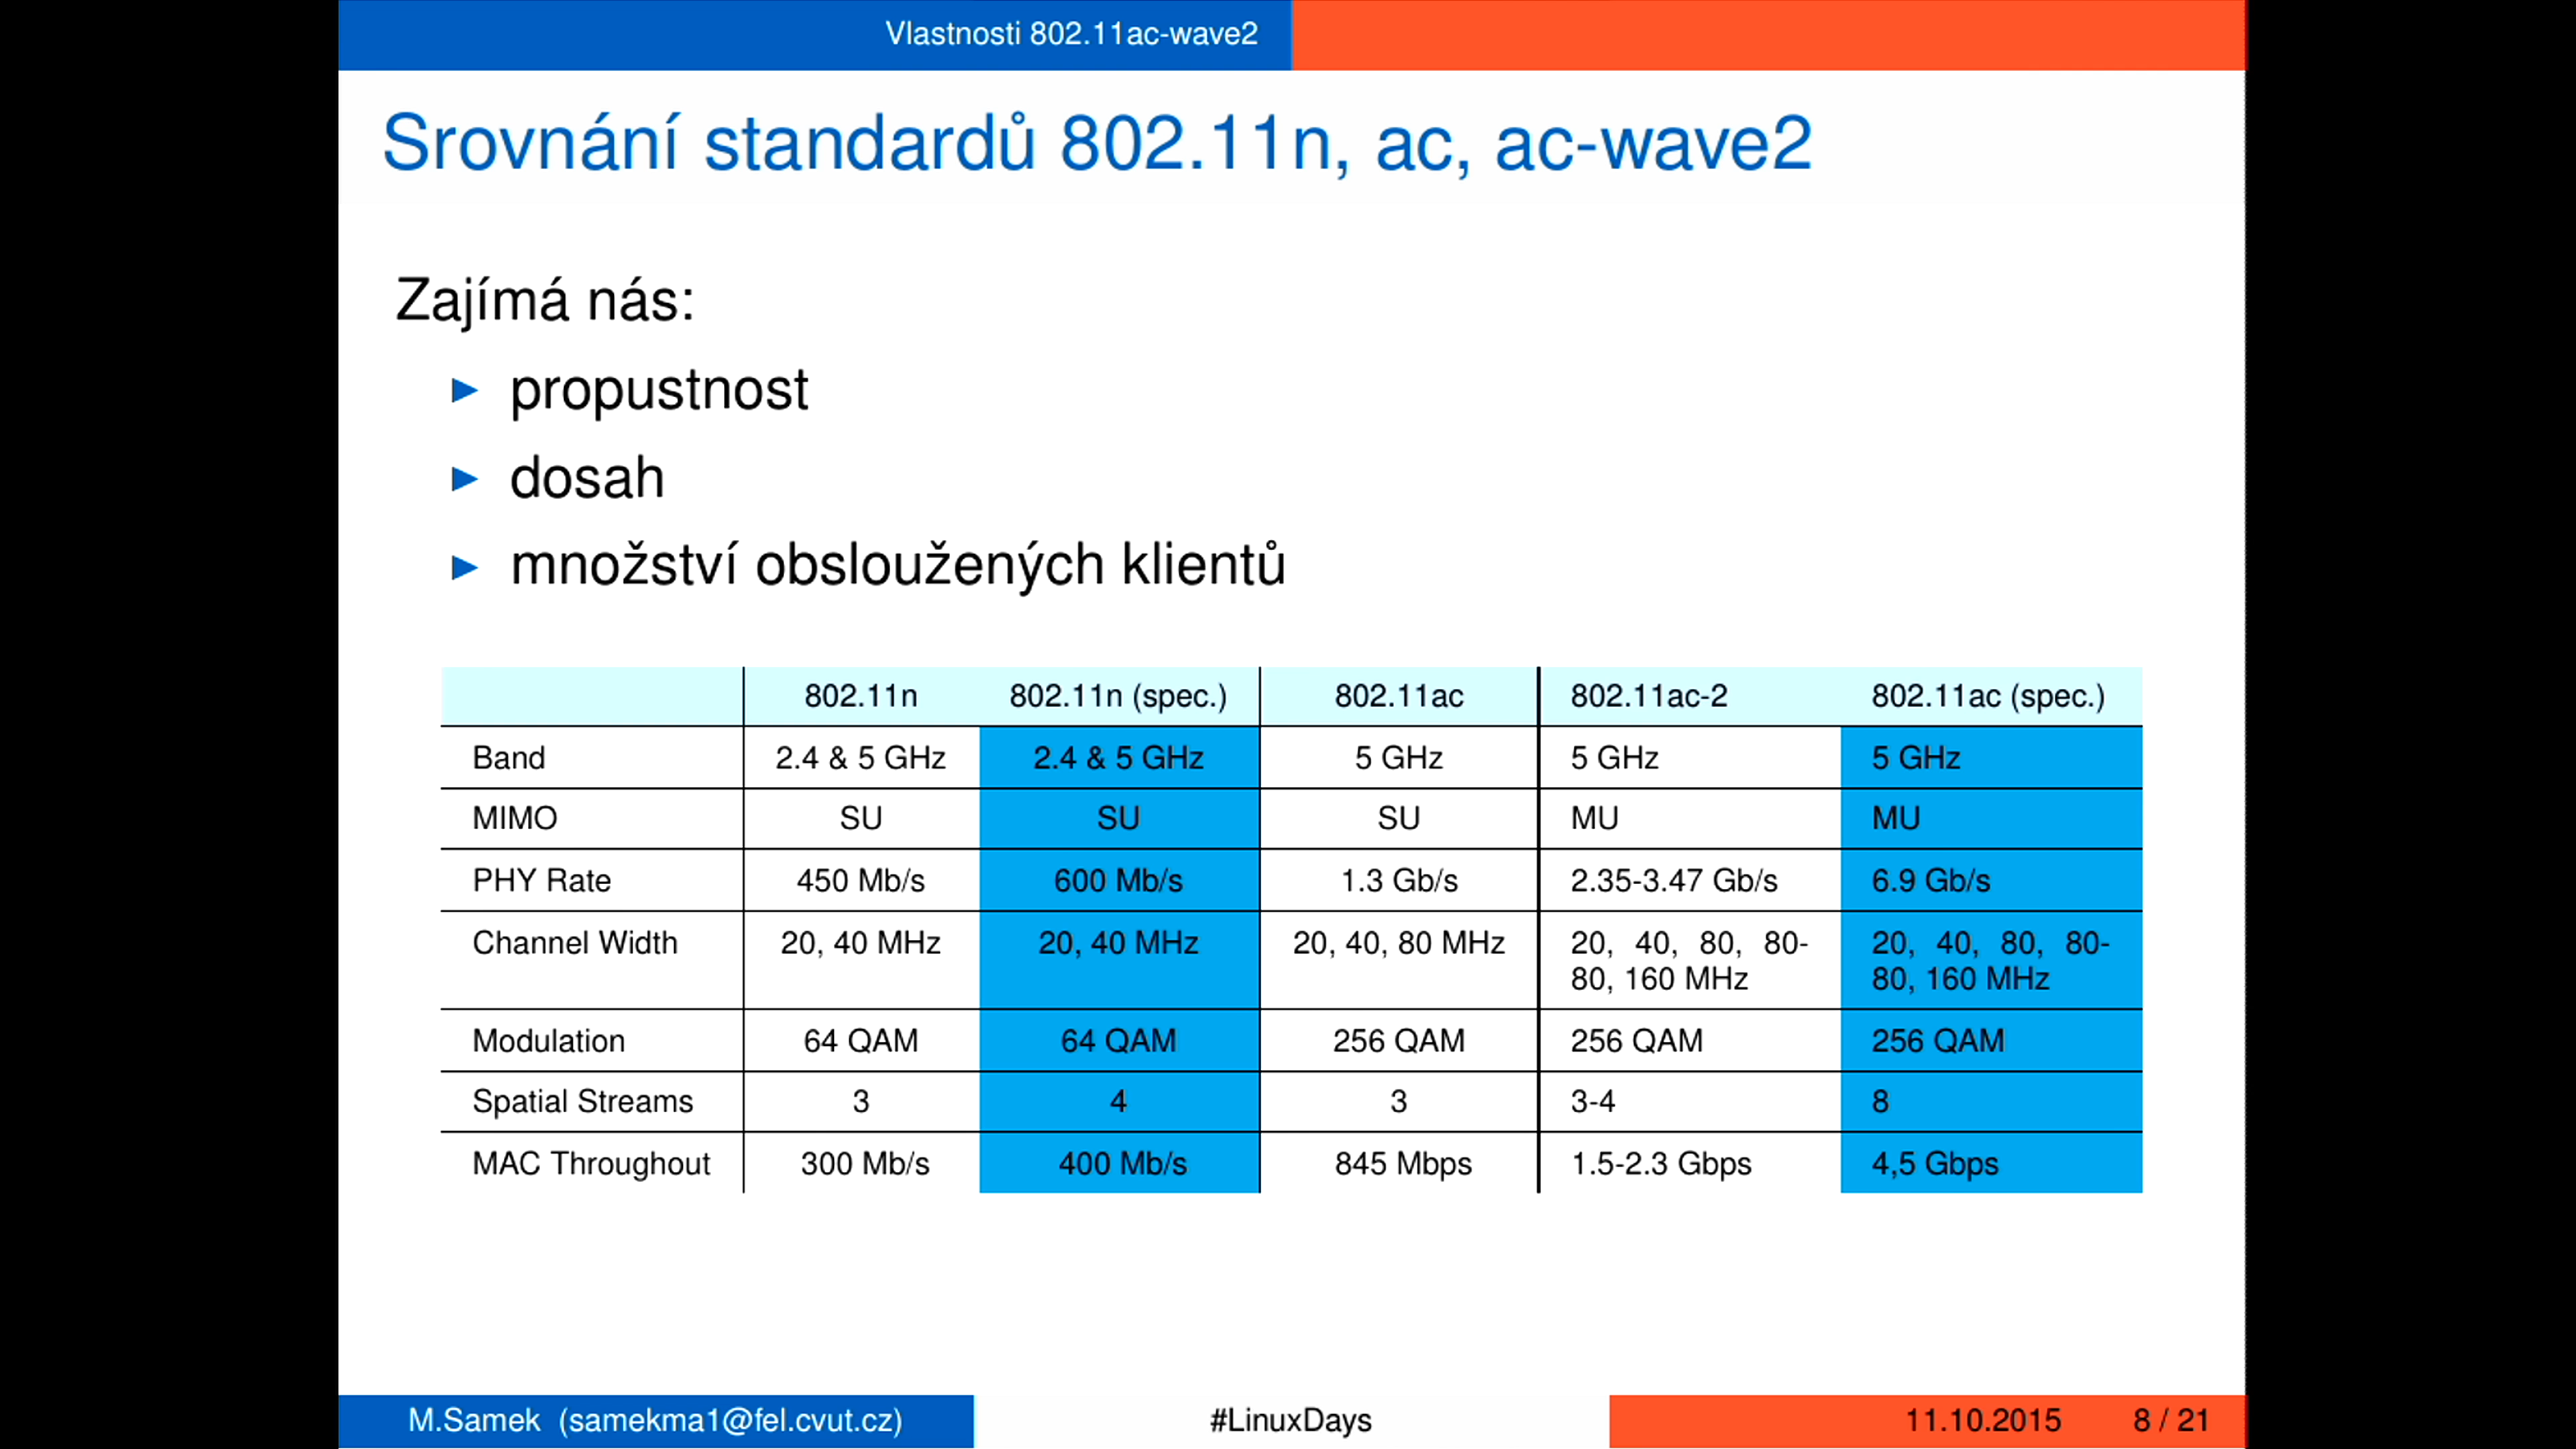 Vlastnosti 802.11ac-wave2
Srovnání standardů 802.11n, ac, ac-wave2
Zajímá nás:
propustnost
dosah
množství obsloužených klientů
802.11n 802.11n (spec.) 802.11ac 802.11ac-2 802.11ac (spec.)
Band 2.4 & 5 GHz 2.4 & 5 GHz 5 GHz 5 GHz 5 GHz
MIMO SU SU SU MU MU
PHY Rate 450 Mb/s 600 Mb/s 1.3 Gb/s 2.35-3.47 Gb/s 6.9 Gb/s
Channel Width 20, 40 MHz 20, 40 MHz 20, 40, 80 MHz 20, 40, 80, 80- 20, 40, 80, 80-
80, 160 MHz 80, 160 MHz
Modulation 64 QAM 64 QAM 256 QAM 256 QAM 256 QAM
Spatial Streams 3 4 3 3-4 8
MAC Throughout 300 Mb/s 400 Mb/s 845 Mbps 1.5-2.3 Gbps 4,5 Gbps
M.Samek (samekma1@fel.cvut.cz) #LinuxDays 11.10.2015 8 / 21